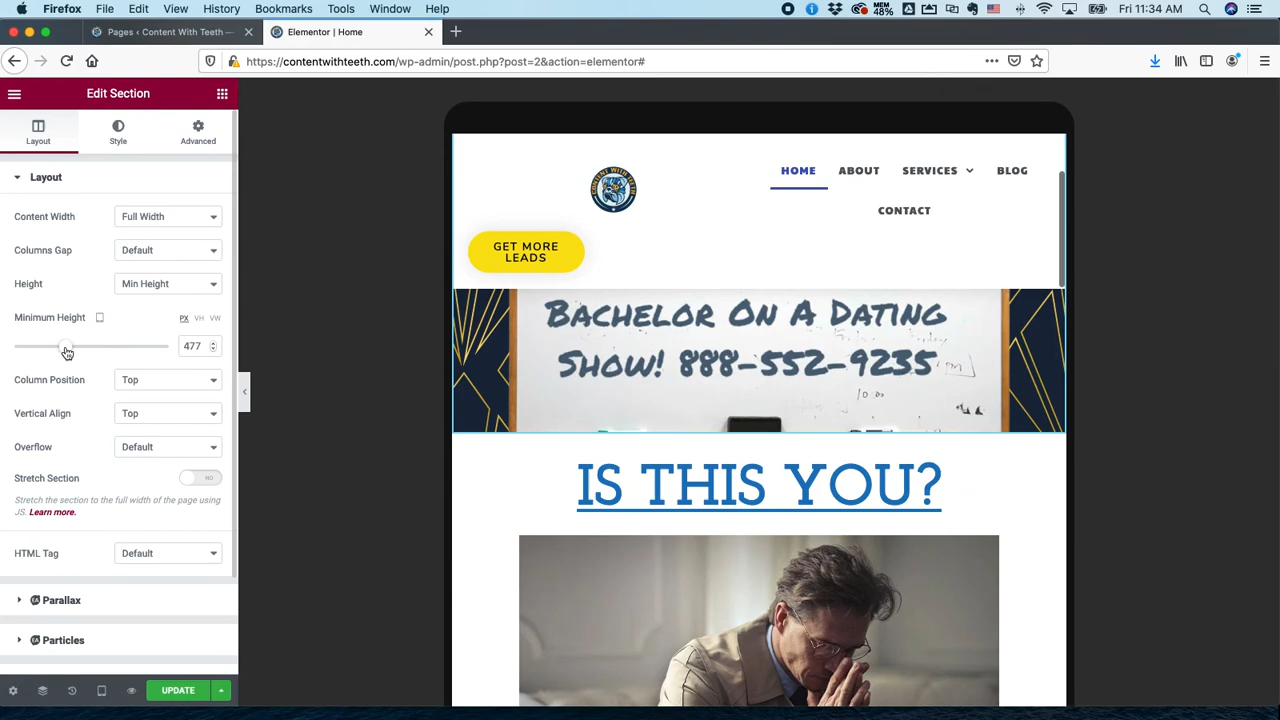 Firefox File Edit View History Bookmarks Tools Window Help MEM 48% Fri 11:34 AM
Pages ‹ Content With Teeth — Elementor | Home
https://contentwithteeth.com/wp-admin/post.php?post=2&action=elementor#
Edit Section
Layout Style Advanced
Layout
Content Width Full Width
Columns Gap Default
Height Min Height
Minimum Height PX VH VW
477
Column Position Top
Vertical Align Top
Overflow Default
Stretch Section NO
Stretch the section to the full width of the page using
JS. Learn more.
HTML Tag Default
Parallax
Particles
UPDATE
CONTENT WITH TEETH
HOME ABOUT SERVICES BLOG
CONTACT
GET MORE
LEADS
BACHELOR ON A DATING
SHOW! 888-552-9235
IS THIS YOU?